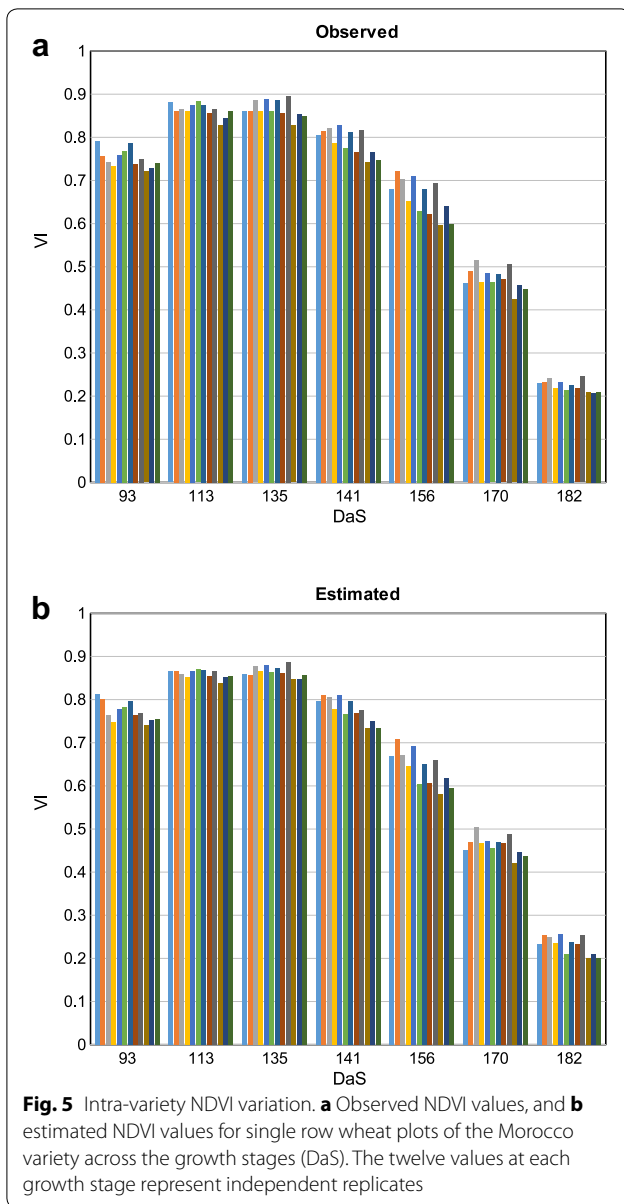 a
Observed
1
0.9
0.8
0.7
0.6
0.5
0.4
0.3
0.2
0.1
0
VI
93 113 135 141 156 170 182
DaS
b
Estimated
1
0.9
0.8
0.7
0.6
0.5
0.4
0.3
0.2
0.1
0
VI
93 113 135 141 156 170 182
DaS
Fig. 5 Intra-variety NDVI variation. a Observed NDVI values, and b
estimated NDVI values for single row wheat plots of the Morocco
variety across the growth stages (DaS). The twelve values at each
growth stage represent independent replicates